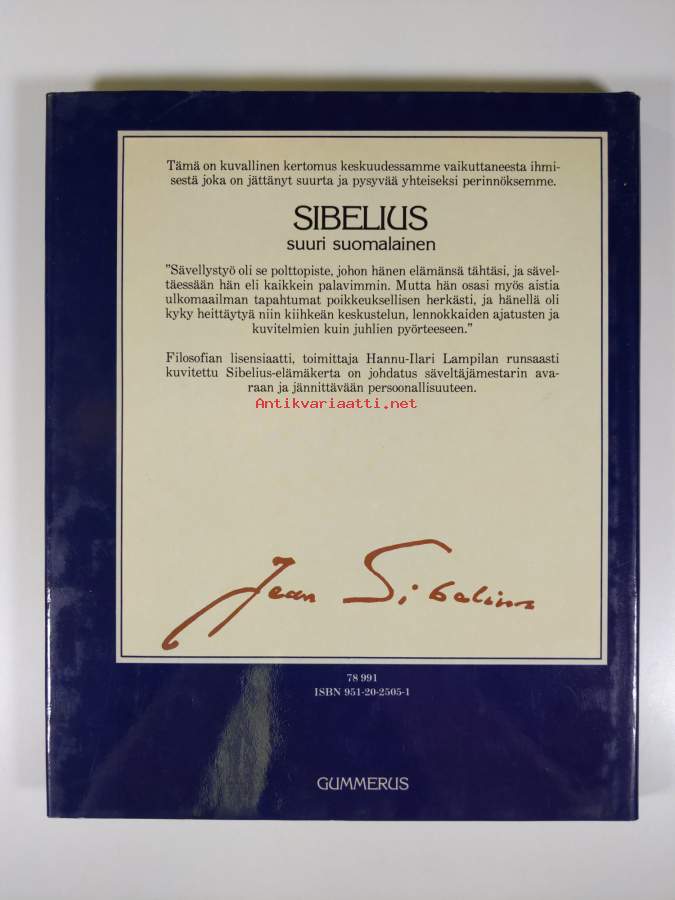 Tämä on kuvallinen kertomus keskuudessamme vaikuttaneesta ihmi-
sestä joka on jättänyt suurta ja pysyvää yhteiseksi perinnöksemme.
SIBELIUS
suuri suomalainen
"Sävellystyö oli se polttopiste, johon hänen elämänsä tähtäsi, ja sävel-
täessään hän eli kaikkein palavimmin. Mutta hän osasi myös aistia
ulkomaailman tapahtumat poikkeuksellisen herkästi, ja hänellä oli
kyky heittäytyä niin kiihkeän keskustelun, lennokkaiden ajatusten ja
kuvitelmien kuin juhlien pyörteeseen."
Filosofian lisensiaatti, toimittaja Hannu-Ilari Lampilan runsaasti
kuvitettu Sibelius-elämäkerta on johdatus säveltäjämestarin ava-
raan ja jännittävään persoonallisuuteen.
Antikvariaatti.net
Jean Sibelius
78 991
ISBN 951-20-2505-1
GUMMERUS